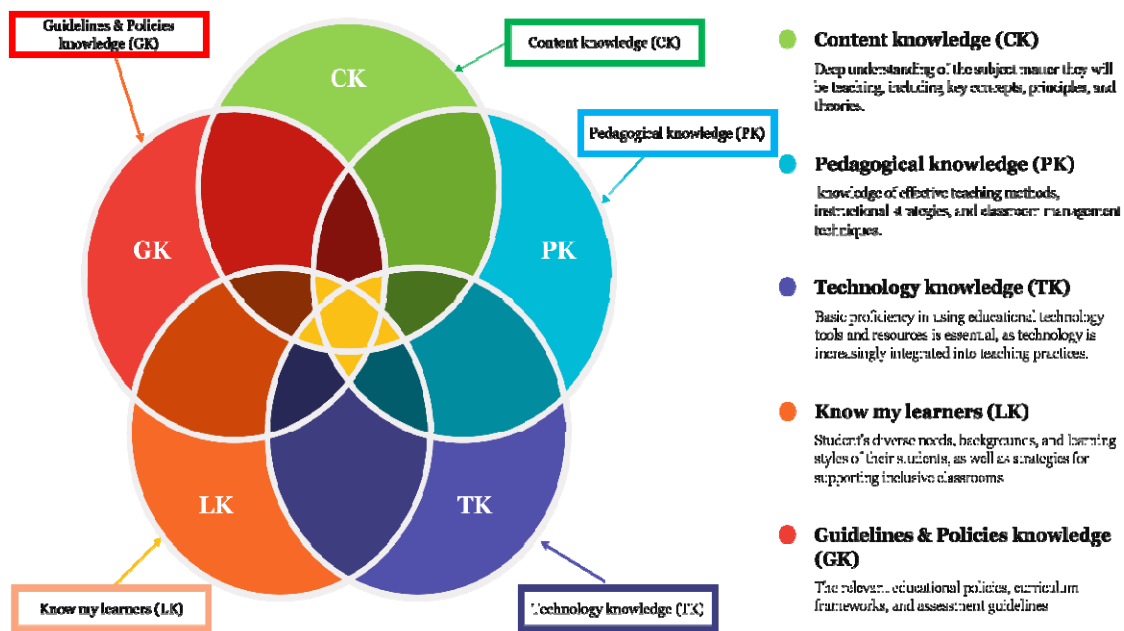 Guidelines & Policies
knowledge (GK)
Content knowledge (CK)
Pedagogical knowledge (PK)
CK
GK
PK
LK
TK
Know my learners (LK)
Technology knowledge (TK)
Content knowledge (CK)
Deep understanding of the subject matter they will
be teaching, including key concepts, principles, and
theories.
Pedagogical knowledge (PK)
knowledge of effective teaching methods,
instructional strategies, and classroom management
techniques.
Technology knowledge (TK)
Basic proficiency in using educational technology
tools and resources is essential, as technology is
increasingly integrated into teaching practices.
Know my learners (LK)
Student's diverse needs, backgrounds, and learning
styles of their students, as well as strategies for
supporting inclusive classrooms
Guidelines & Policies knowledge
(GK)
The relevant educational policies, curriculum
frameworks, and assessment guidelines